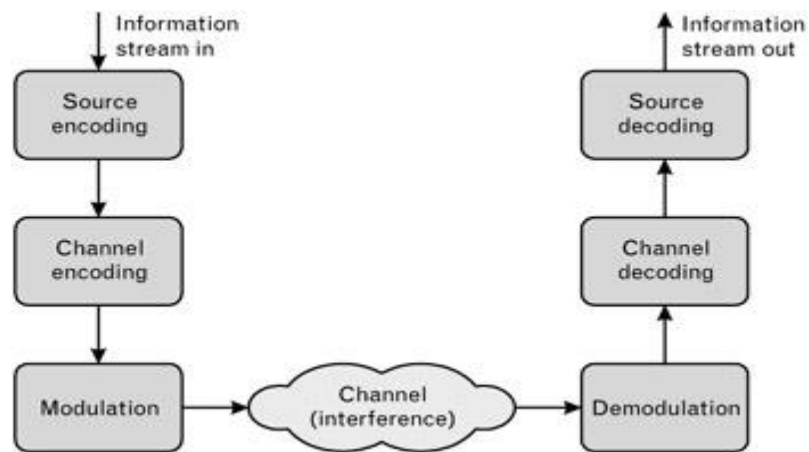 Information
stream in
Source
encoding
Channel
encoding
Modulation
Channel
(interference)
Demodulation
Channel
decoding
Source
decoding
Information
stream out